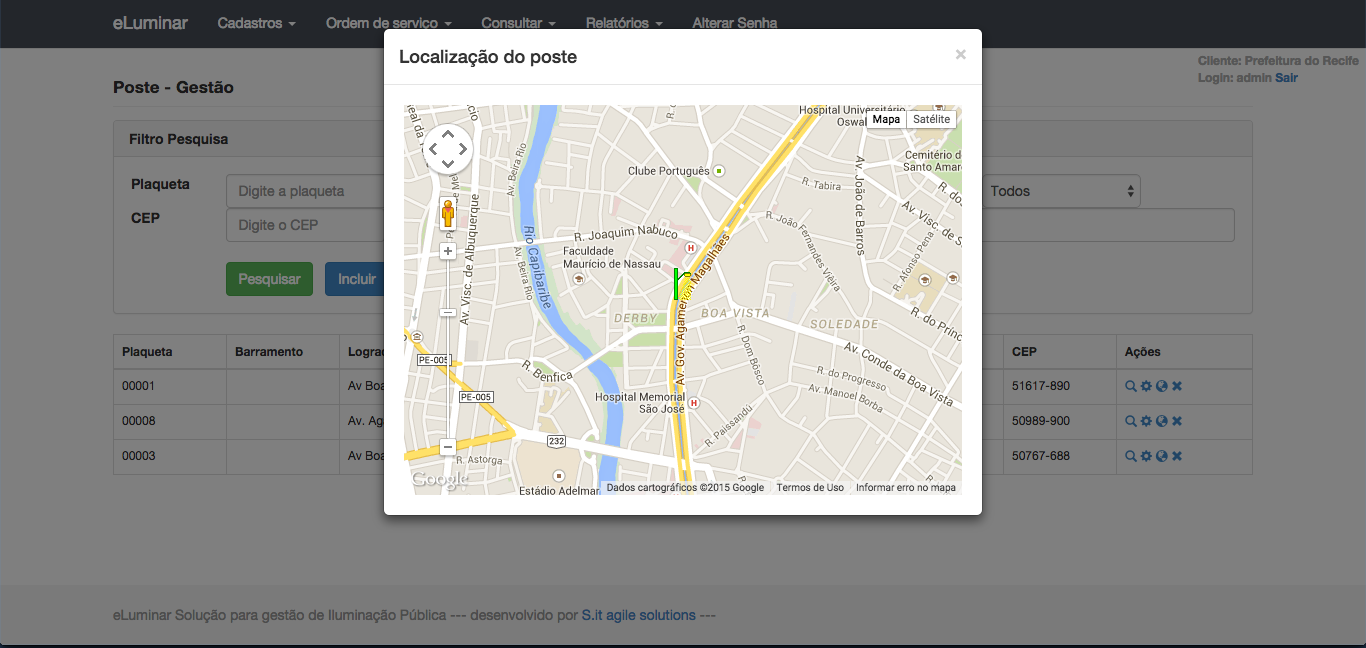 eLuminar Cadastros Ordem de serviço Consultar Relatórios Alterar Senha
Localização do poste ×
Cliente: Prefeitura do Recife
Login: admin Sair
Poste - Gestão
Filtro Pesquisa
Plaqueta Digite a plaqueta Todos
CEP Digite o CEP
Pesquisar Incluir
Plaqueta Barramento Lograd CEP Ações
00001 Av Boa 51617-890
00008 Av. Ag 50989-900
00003 Av Boa 50767-688
Hospital Universitário
Oswal
Mapa Satélite
Cemitério d
Santo Amar
Clube Português
Av. Beira Rio
R. Tabira
Av. João de Barros
R. do
Av. Visc. de S
Av. Visc. de Albuquerque
Rio Capibaribe
R. Joaquim Nabuco
R. João Fernandes Vieira
R. Afonso Pena
Faculdade
Maurício de Nassau
Av. Beira Rio
Av. Gov. Agamenon Magalhães
DERBY
BOA VISTA
SOLEDADE
R. do Princ
R. Dom Bôsco
Av. Conde da Boa Vista
PE-005
R. Benfica
R. do Progresso
Av. Manoel Borba
PE-005
Hospital Memorial
São José
R. Paissandú
232
R. Astorga
Estádio Adelmar
Google
Dados cartográficos ©2015 Google Termos de Uso Informar erro no mapa
eLuminar Solução para gestão de Iluminação Pública --- desenvolvido por S.it agile solutions ---